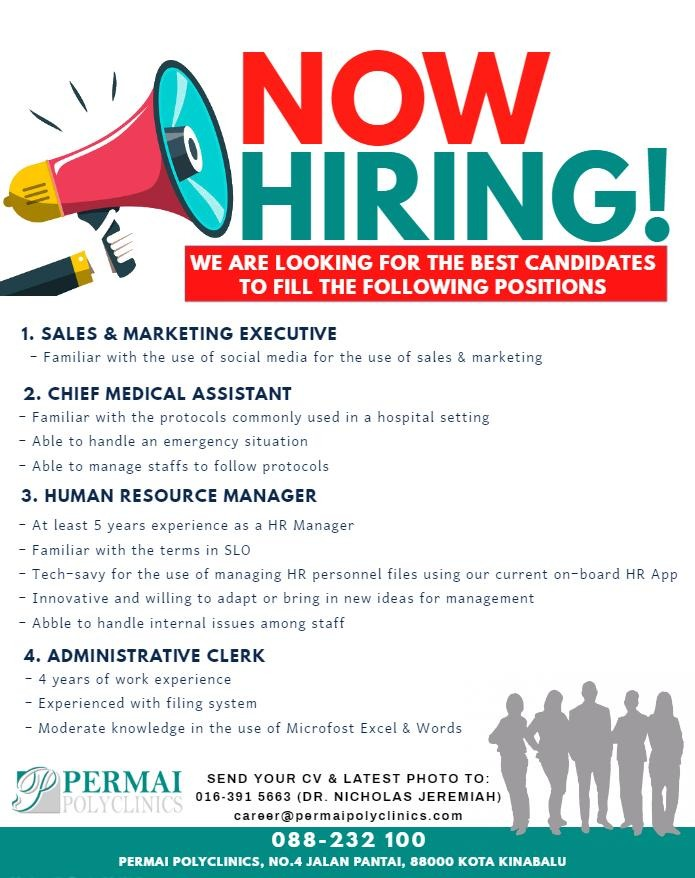 NOW
HIRING!
WE ARE LOOKING FOR THE BEST CANDIDATES
TO FILL THE FOLLOWING POSITIONS
1. SALES & MARKETING EXECUTIVE
- Familiar with the use of social media for the use of sales & marketing
2. CHIEF MEDICAL ASSISTANT
- Familiar with the protocols commonly used in a hospital setting
- Able to handle an emergency situation
- Able to manage staffs to follow protocols
3. HUMAN RESOURCE MANAGER
- At least 5 years experience as a HR Manager
- Familiar with the terms in SLO
- Tech-savy for the use of managing HR personnel files using our current on-board HR App
- Innovative and willing to adapt or bring in new ideas for management
- Abble to handle internal issues among staff
4. ADMINISTRATIVE CLERK
- 4 years of work experience
- Experienced with filing system
- Moderate knowledge in the use of Microfost Excel & Words
PERMAI
POLYCLINICS
SEND YOUR CV & LATEST PHOTO TO:
016-391 5663 (DR. NICHOLAS JEREMIAH)
career@permaipolyclinics.com
088-232 100
PERMAI POLYCLINICS, NO.4 JALAN PANTAI, 88000 KOTA KINABALU